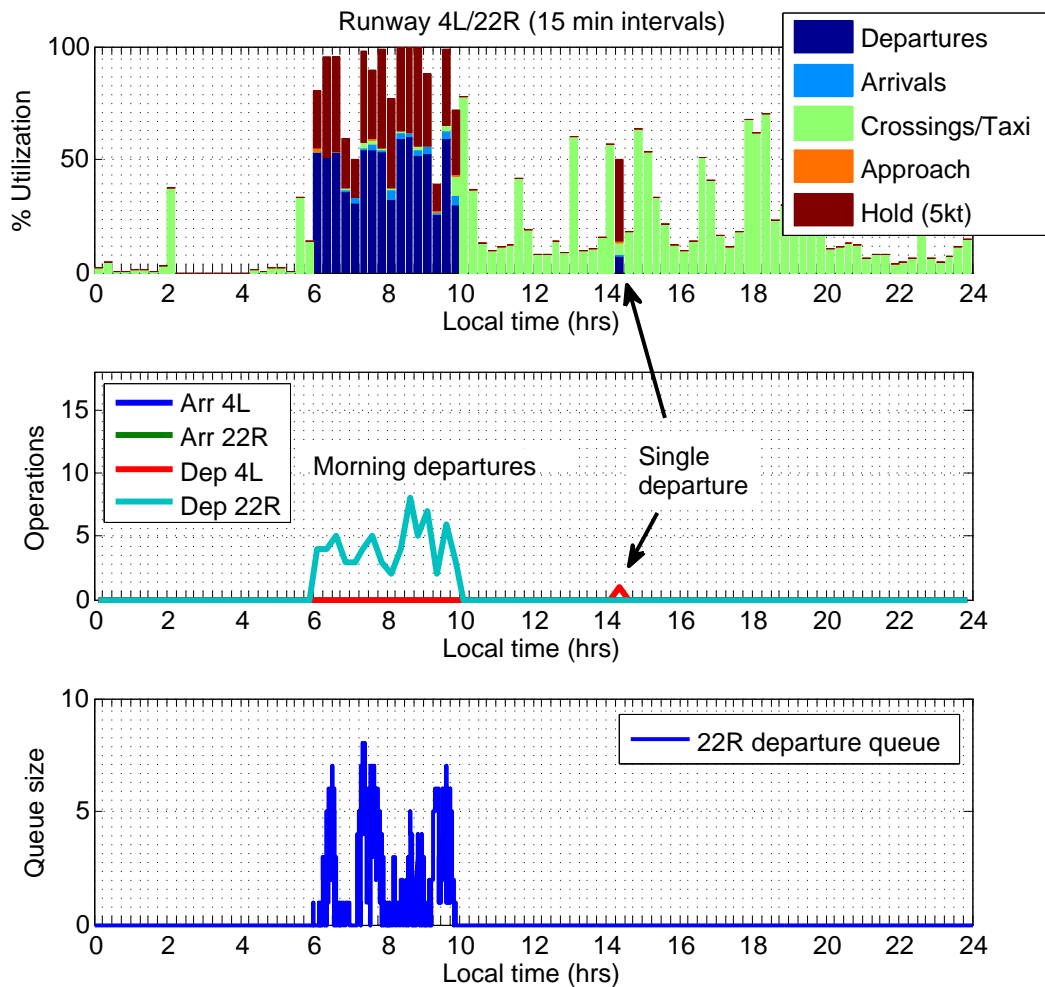 Runway 4L/22R (15 min intervals)
100
50
0
% Utilization
Departures
Arrivals
Crossings/Taxi
Approach
Hold (5kt)
0 2 4 6 8 10 12 14 16 18 20 22 24
Local time (hrs)
15
10
5
0
Operations
Arr 4L
Arr 22R
Dep 4L
Dep 22R
Morning departures
Single
departure
0 2 4 6 8 10 12 14 16 18 20 22 24
Local time (hrs)
10
5
0
Queue size
22R departure queue
0 2 4 6 8 10 12 14 16 18 20 22 24
Local time (hrs)